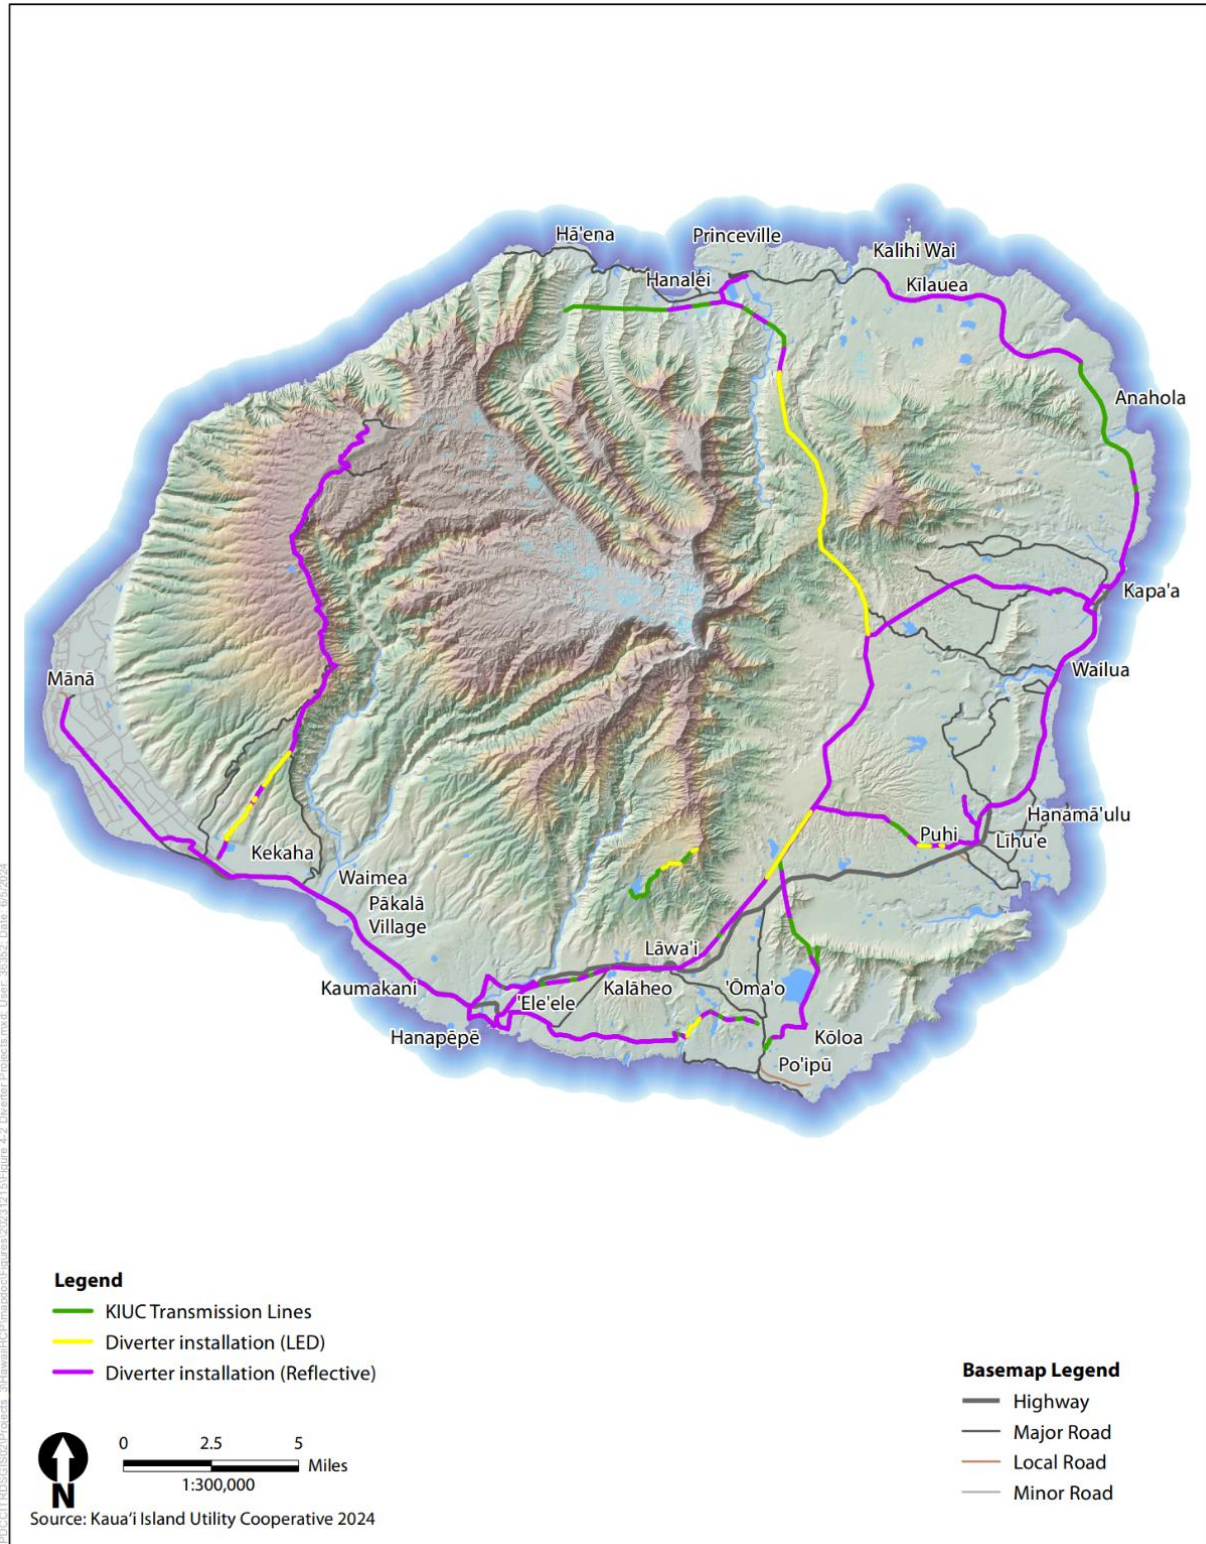 Hā'ena
Princeville
Kalihi Wai
Hanalei
Kīlauea
Anahola
Kapa'a
Wailua
Mānā
Hanamā'ulu
Puhi
Līhu'e
Kekaha
Waimea
Pākalā
Village
Lāwa'i
Kaumakani
'Ele'ele
Kalāheo
'Ōma'o
Hanapēpē
Kōloa
Po'ipū
Legend
KIUC Transmission Lines
Diverter installation (LED)
Diverter installation (Reflective)
Basemap Legend
Highway
Major Road
Local Road
Minor Road
0 2.5 5
Miles
1:300,000
N
Source: Kaua'i Island Utility Cooperative 2024